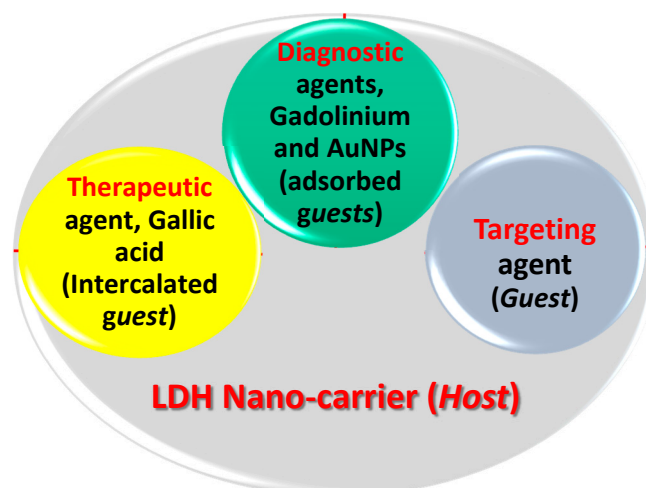 Diagnostic
agents,
Gadolinium
and AuNPs
(adsorbed
guests)
Therapeutic
agent, Gallic
acid
(Intercalated
guest)
Targeting
agent
(Guest)
LDH Nano-carrier (Host)